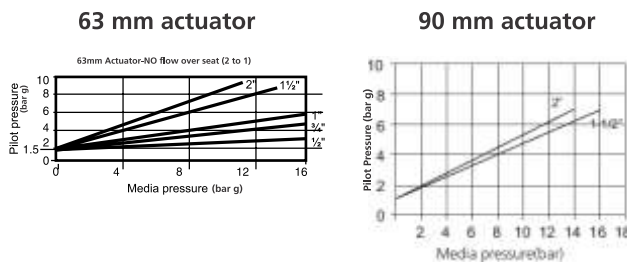 63 mm actuator
90 mm actuator
63mm Actuator-NO flow over seat (2 to 1)
Pilot pressure
(bar g)
10
8
6
4
2
1.5
0
2"
1½"
1"
¾"
½"
0
4
8
12
16
Media pressure (bar g)
Pilot Pressure (bar g)
10
8
6
4
2
0
2"
1-1/2"
2 4 6 8 10 12 14 16 18
Media pressure(bar)